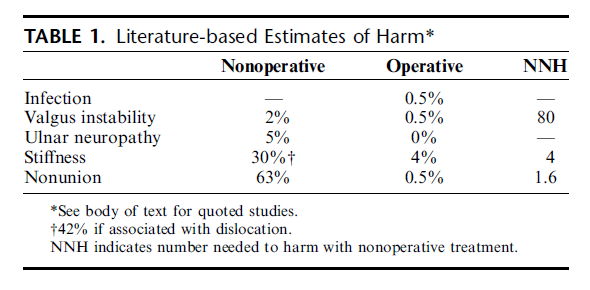 TABLE 1. Literature-based Estimates of Harm*
Nonoperative Operative NNH
Infection — 0.5% —
Valgus instability 2% 0.5% 80
Ulnar neuropathy 5% 0% —
Stiffness 30%† 4% 4
Nonunion 63% 0.5% 1.6
*See body of text for quoted studies.
†42% if associated with dislocation.
NNH indicates number needed to harm with nonoperative treatment.